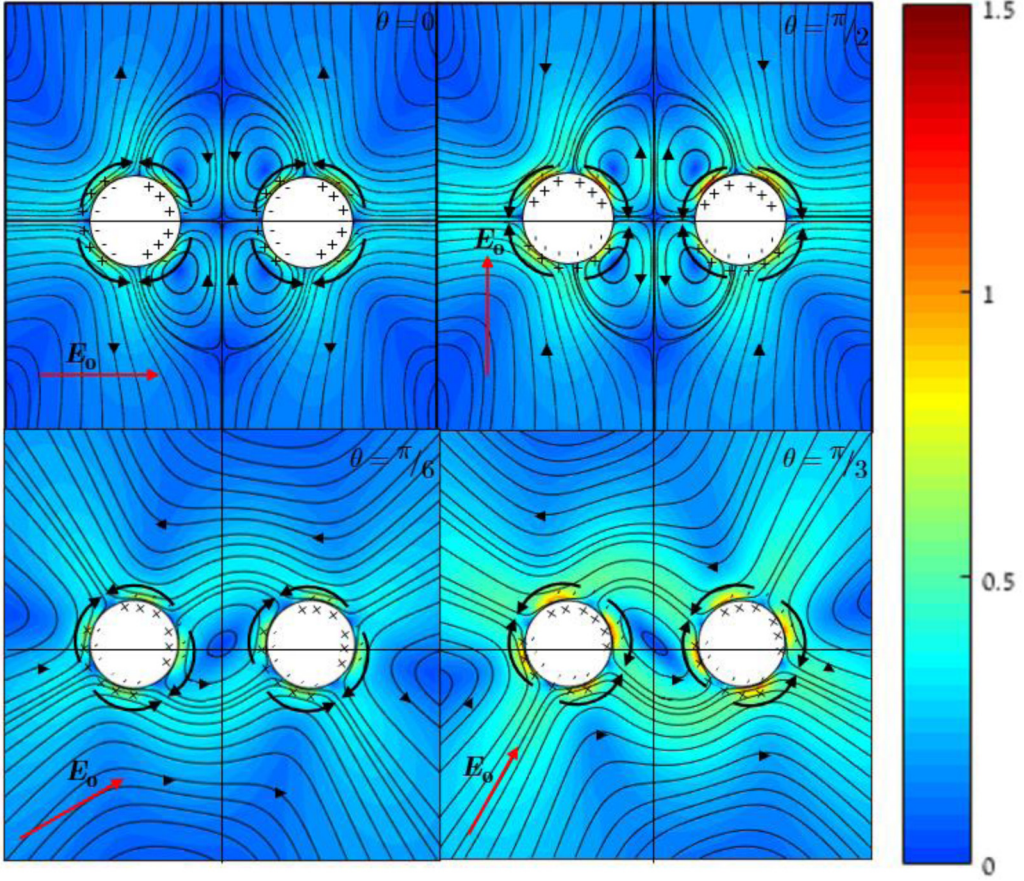 θ = 0
θ = π/2
1.5
E₀
E₀
1
θ = π/6
θ = π/3
0.5
E₀
E₀
0